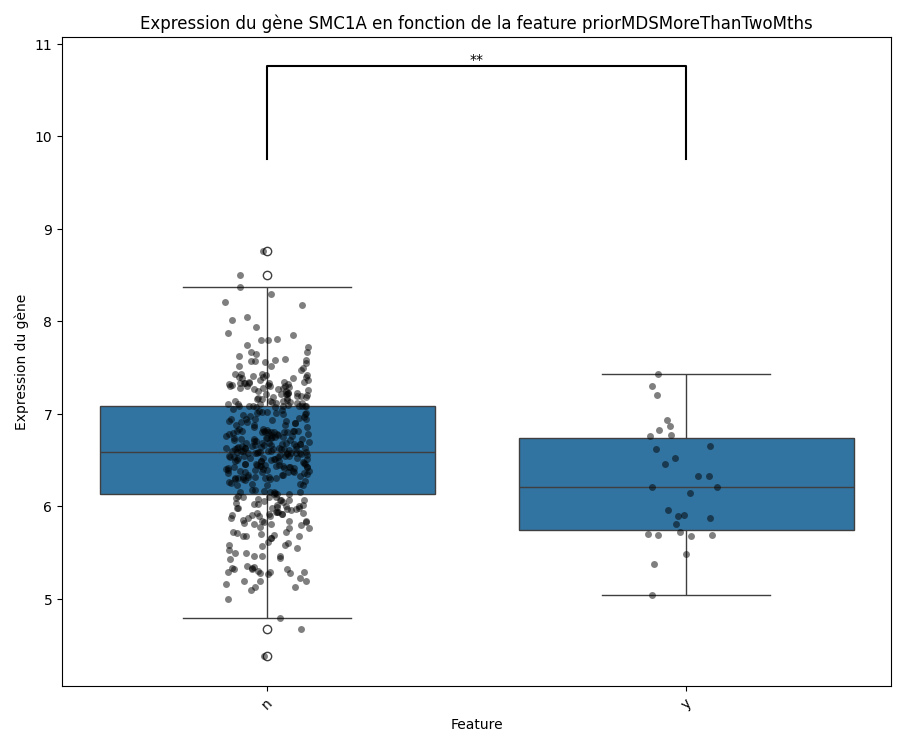 Expression du gène SMC1A en fonction de la feature priorMDSMoreThanTwoMths
**
11
10
9
8
7
6
5
Expression du gène
n
y
Feature